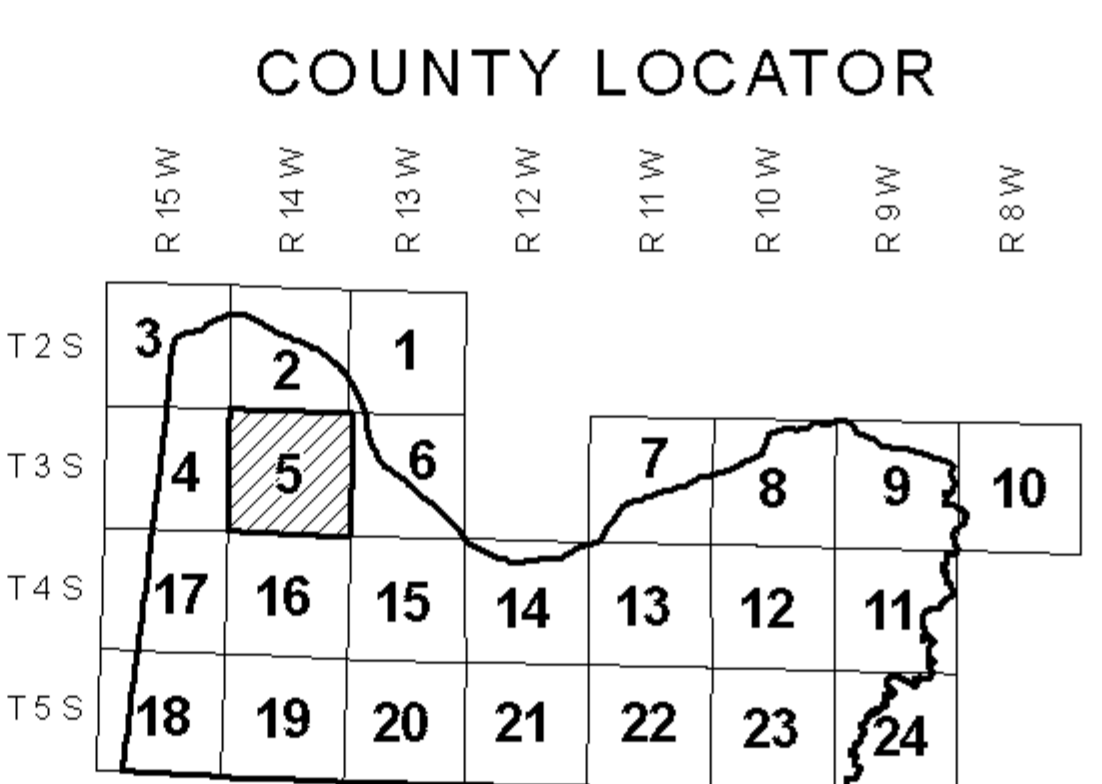 COUNTY LOCATOR
R 15 W R 14 W R 13 W R 12 W R 11 W R 10 W R 9 W R 8 W
T 2 S 3 2 1
T 3 S 4 5 6 7 8 9 10
T 4 S 17 16 15 14 13 12 11
T 5 S 18 19 20 21 22 23 24